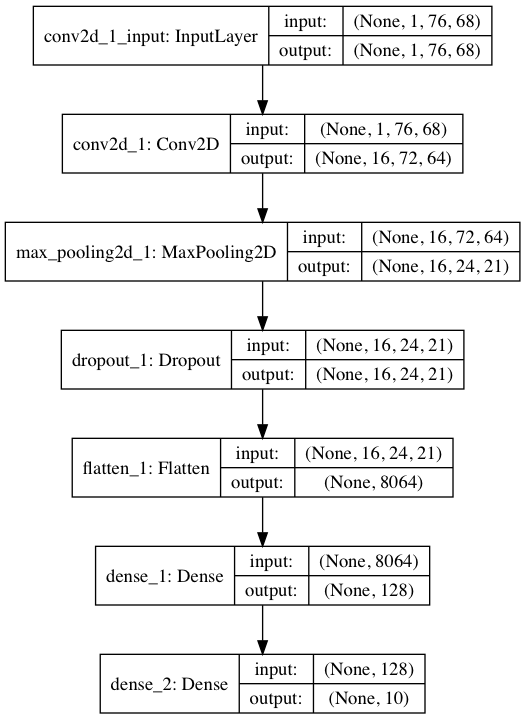 conv2d_1_input: InputLayer
input: (None, 1, 76, 68)
output: (None, 1, 76, 68)
conv2d_1: Conv2D
input: (None, 1, 76, 68)
output: (None, 16, 72, 64)
max_pooling2d_1: MaxPooling2D
input: (None, 16, 72, 64)
output: (None, 16, 24, 21)
dropout_1: Dropout
input: (None, 16, 24, 21)
output: (None, 16, 24, 21)
flatten_1: Flatten
input: (None, 16, 24, 21)
output: (None, 8064)
dense_1: Dense
input: (None, 8064)
output: (None, 128)
dense_2: Dense
input: (None, 128)
output: (None, 10)